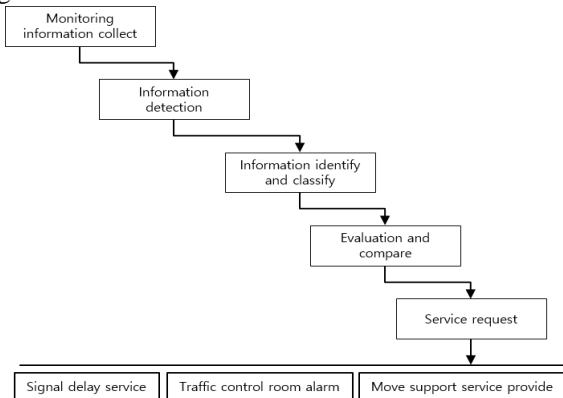 Monitoring
information collect
Information
detection
Information identify
and classify
Evaluation and
compare
Service request
Signal delay service
Traffic control room alarm
Move support service provide